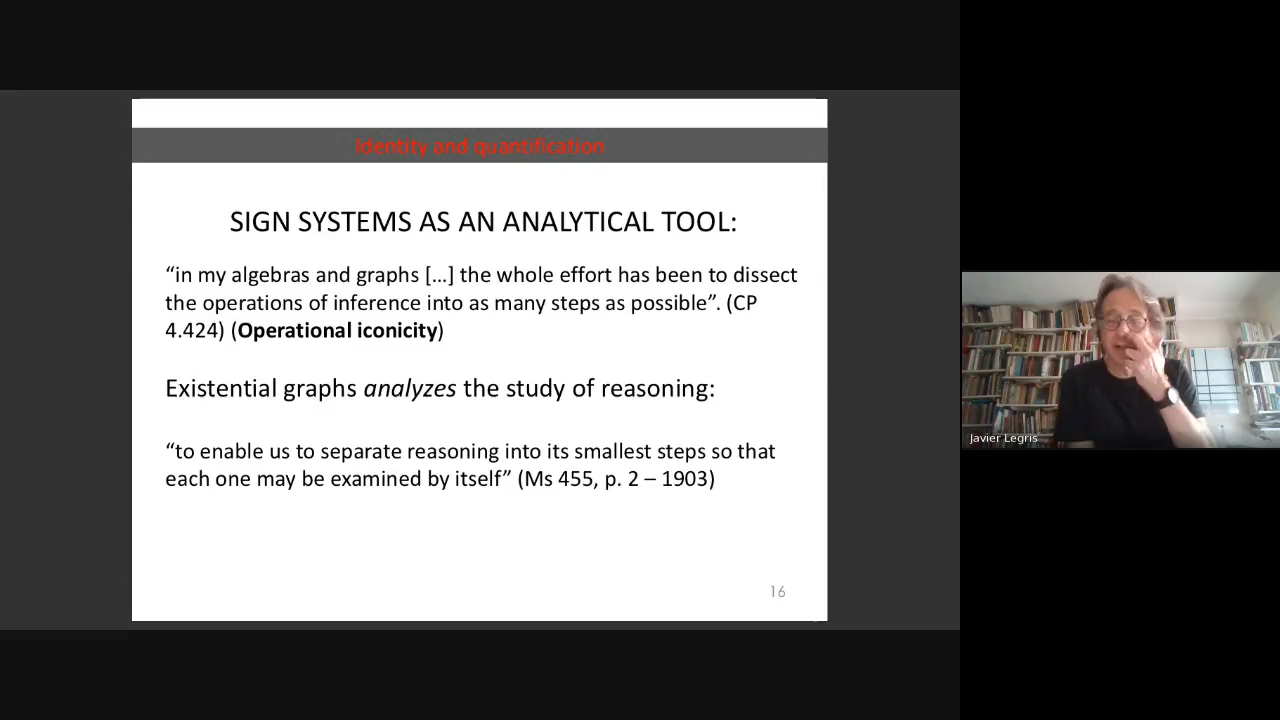 Identity and quantification
SIGN SYSTEMS AS AN ANALYTICAL TOOL:
“in my algebras and graphs [...] the whole effort has been to dissect
the operations of inference into as many steps as possible”. (CP
4.424) (Operational iconicity)
Existential graphs analyzes the study of reasoning:
“to enable us to separate reasoning into its smallest steps so that
each one may be examined by itself” (Ms 455, p. 2 – 1903)
16
Javier Legris